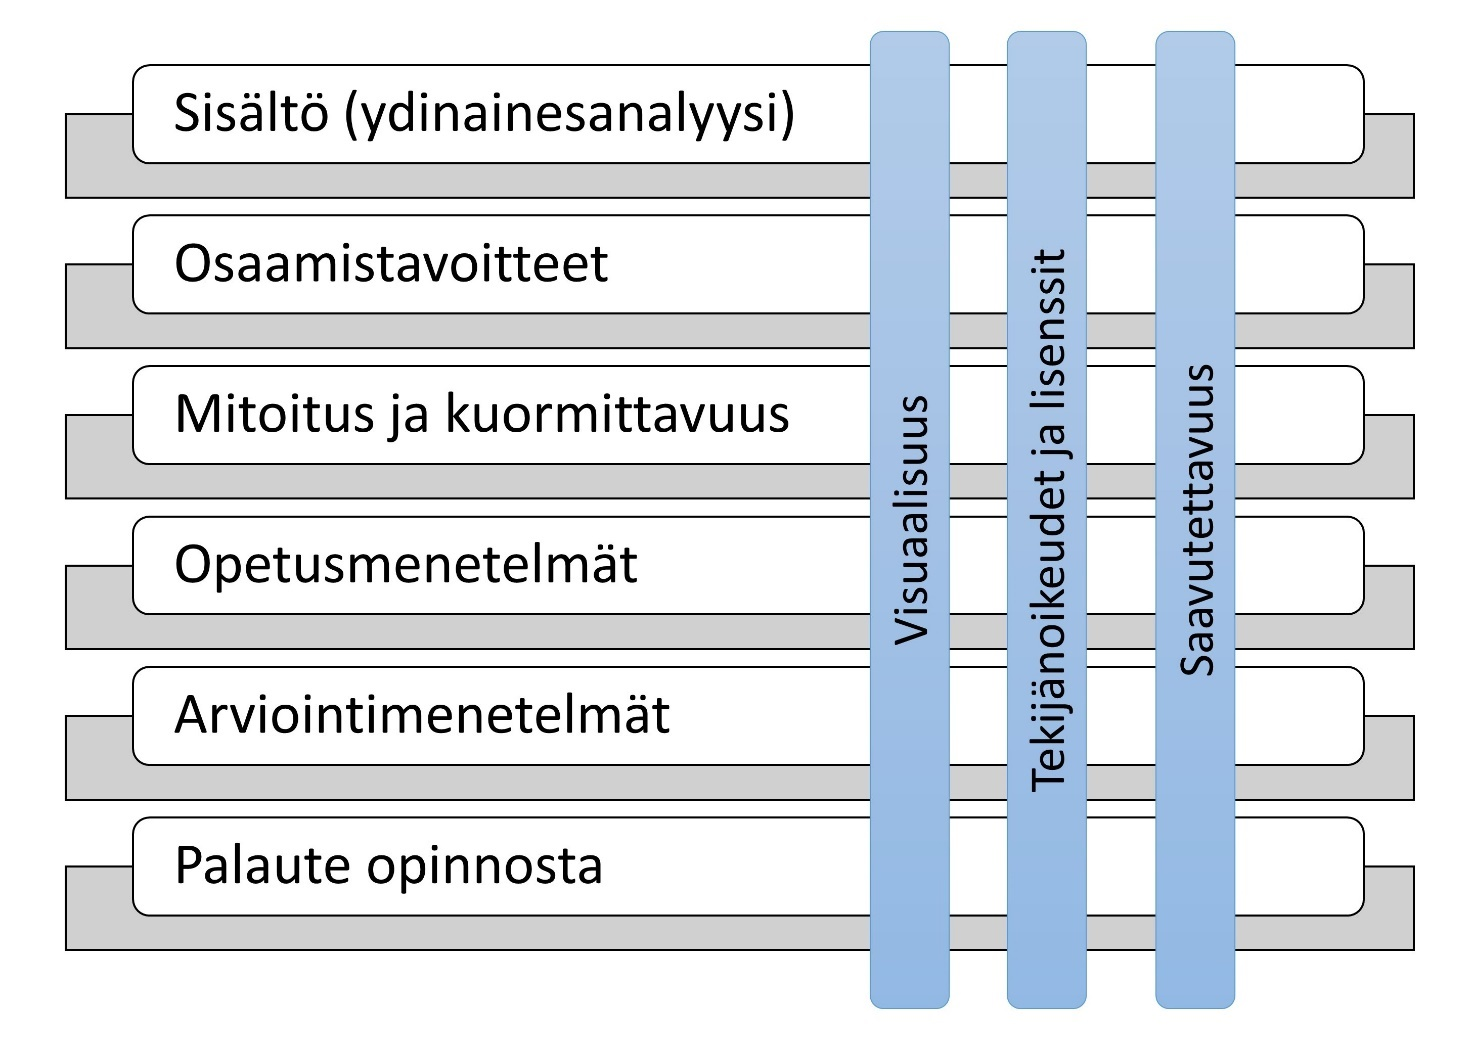 Sisältö (ydinainesanalyysi)
Osaamistavoitteet
Mitoitus ja kuormittavuus
Opetusmenetelmät
Arviointimenetelmät
Palaute opinnosta
Visuaalisuus
Tekijänoikeudet ja lisenssit
Saavutettavuus